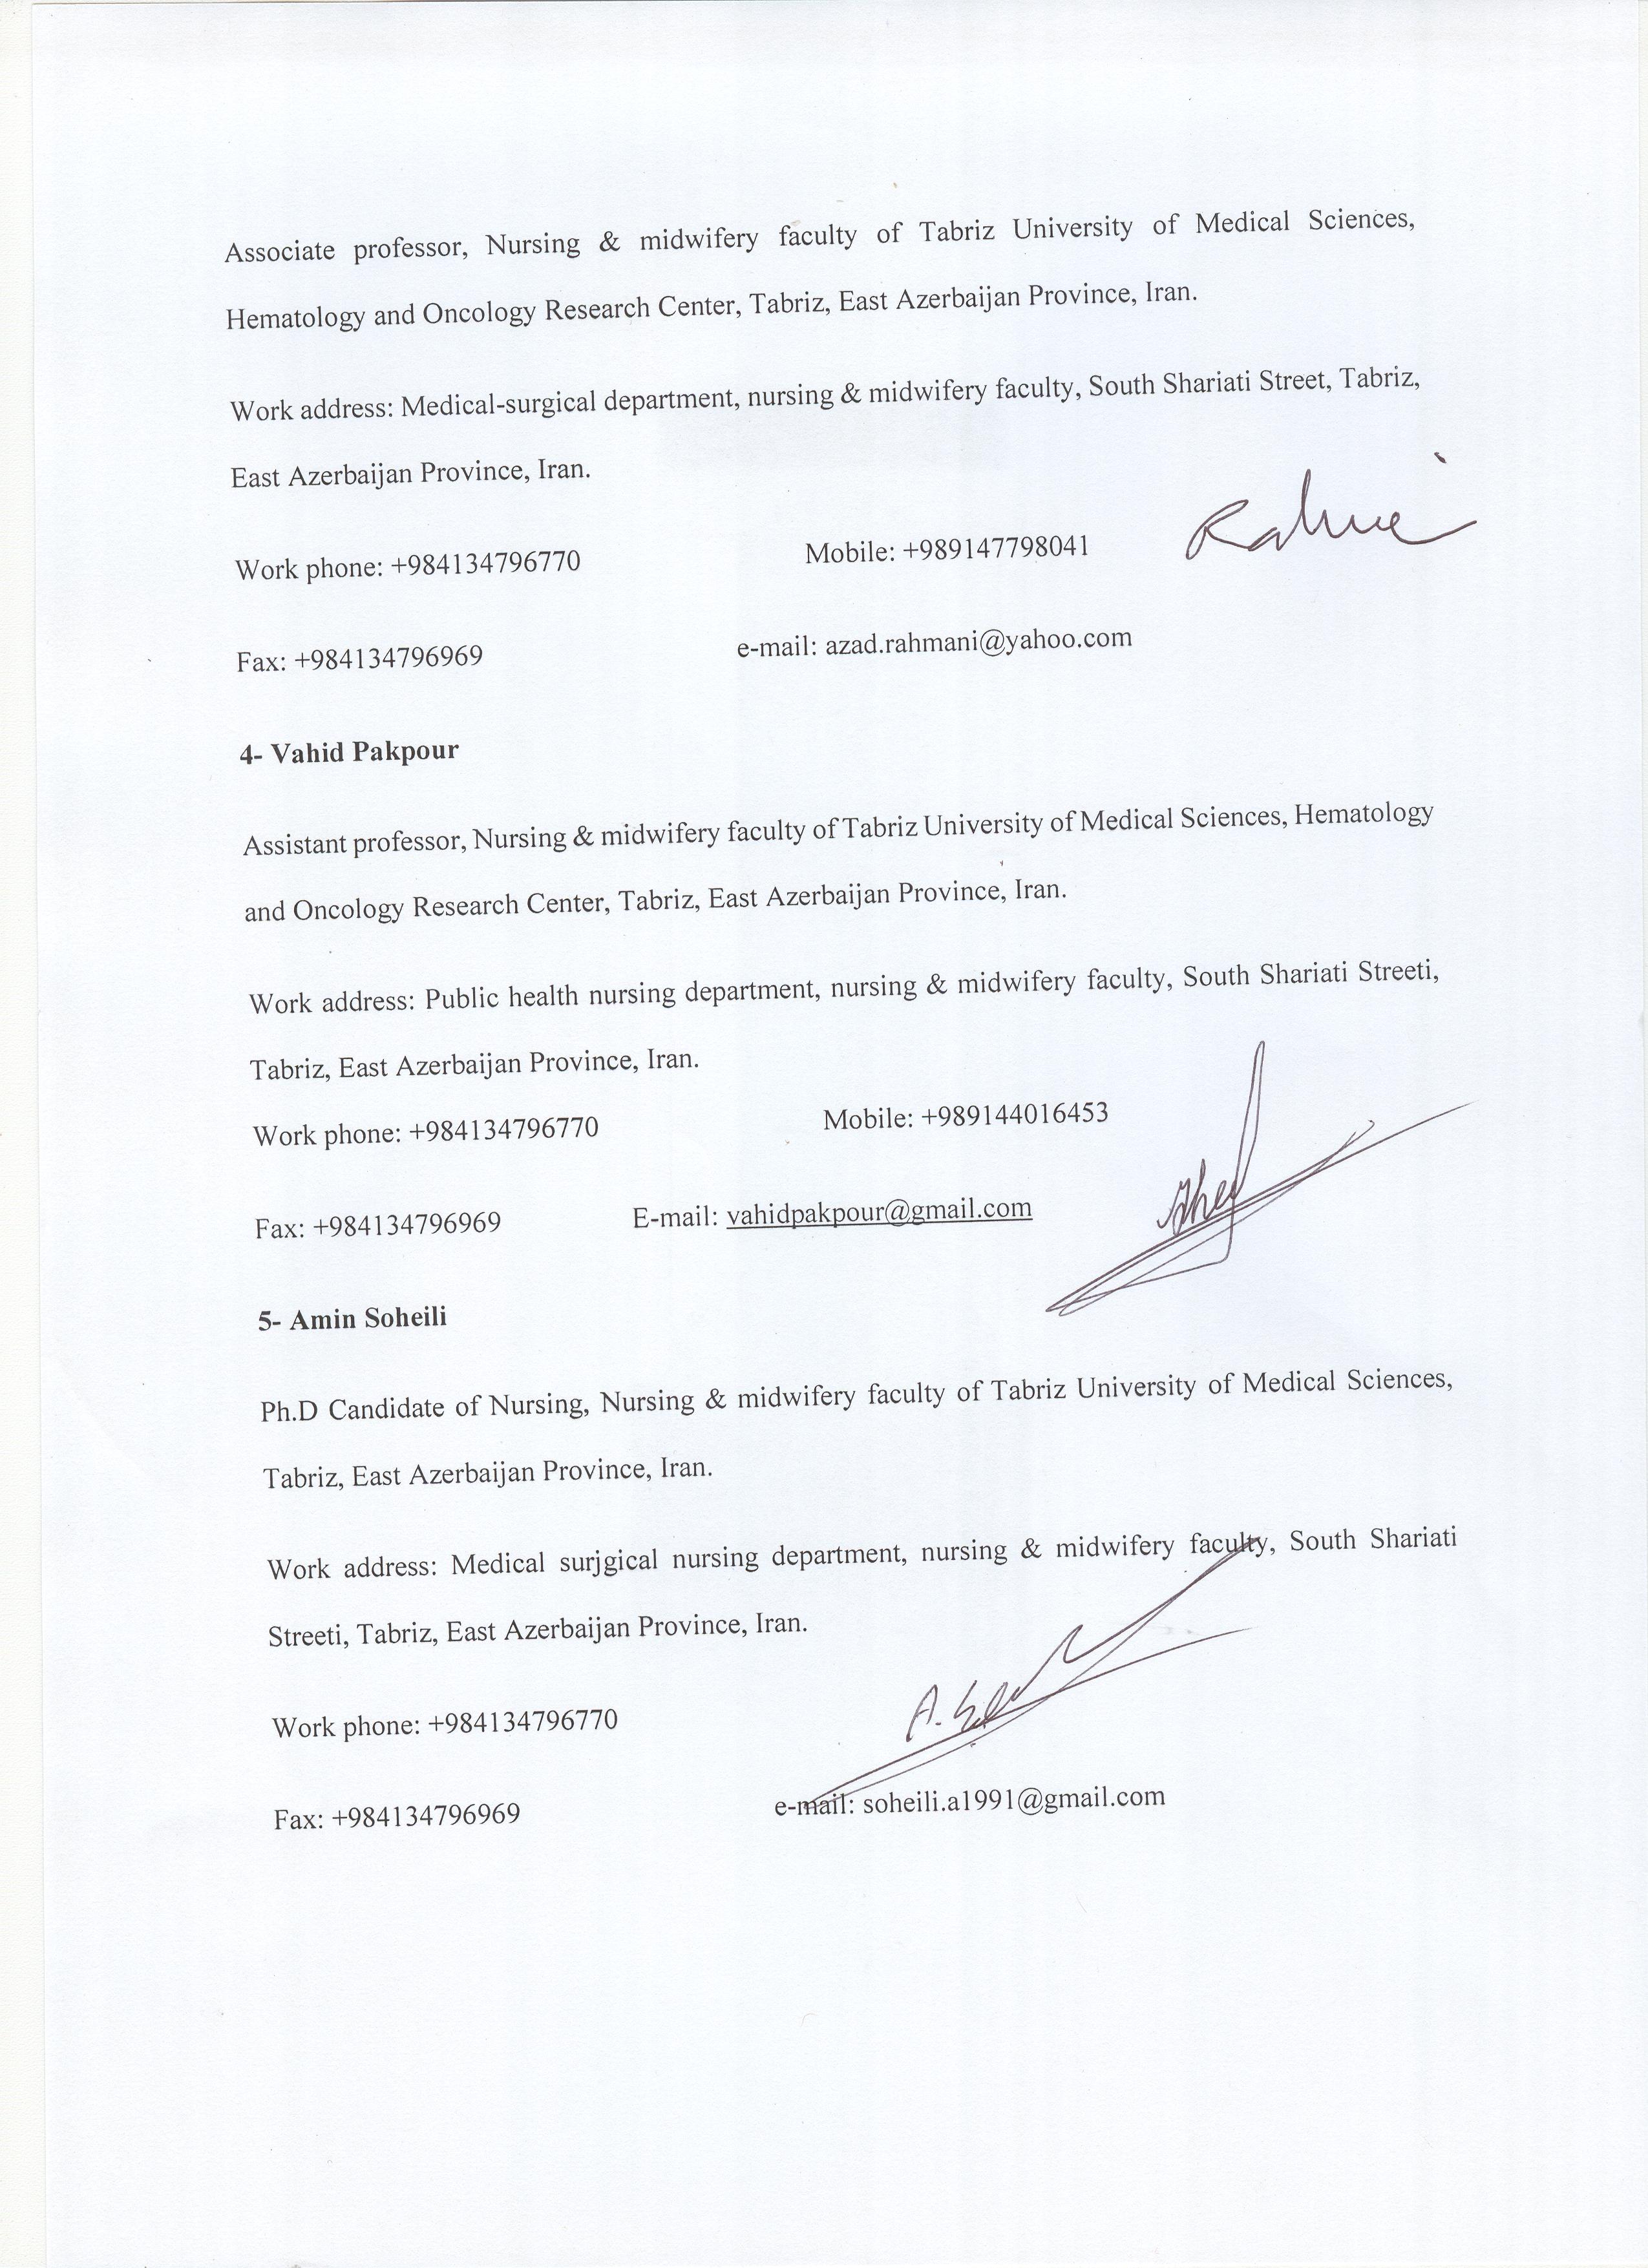 Associate professor, Nursing & midwifery faculty of Tabriz University of Medical Sciences,
Hematology and Oncology Research Center, Tabriz, East Azerbaijan Province, Iran.
Work address: Medical-surgical department, nursing & midwifery faculty, South Shariati Street, Tabriz,
East Azerbaijan Province, Iran.
Work phone: +984134796770 Mobile: +989147798041
Fax: +984134796969 e-mail: azad.rahmani@yahoo.com
4- Vahid Pakpour
Assistant professor, Nursing & midwifery faculty of Tabriz University of Medical Sciences, Hematology
and Oncology Research Center, Tabriz, East Azerbaijan Province, Iran.
Work address: Public health nursing department, nursing & midwifery faculty, South Shariati Streeti,
Tabriz, East Azerbaijan Province, Iran.
Work phone: +984134796770 Mobile: +989144016453
Fax: +984134796969 E-mail: vahidpakpour@gmail.com
5- Amin Soheili
Ph.D Candidate of Nursing, Nursing & midwifery faculty of Tabriz University of Medical Sciences,
Tabriz, East Azerbaijan Province, Iran.
Work address: Medical surjgical nursing department, nursing & midwifery faculty, South Shariati
Streeti, Tabriz, East Azerbaijan Province, Iran.
Work phone: +984134796770
Fax: +984134796969 e-mail: soheili.a1991@gmail.com